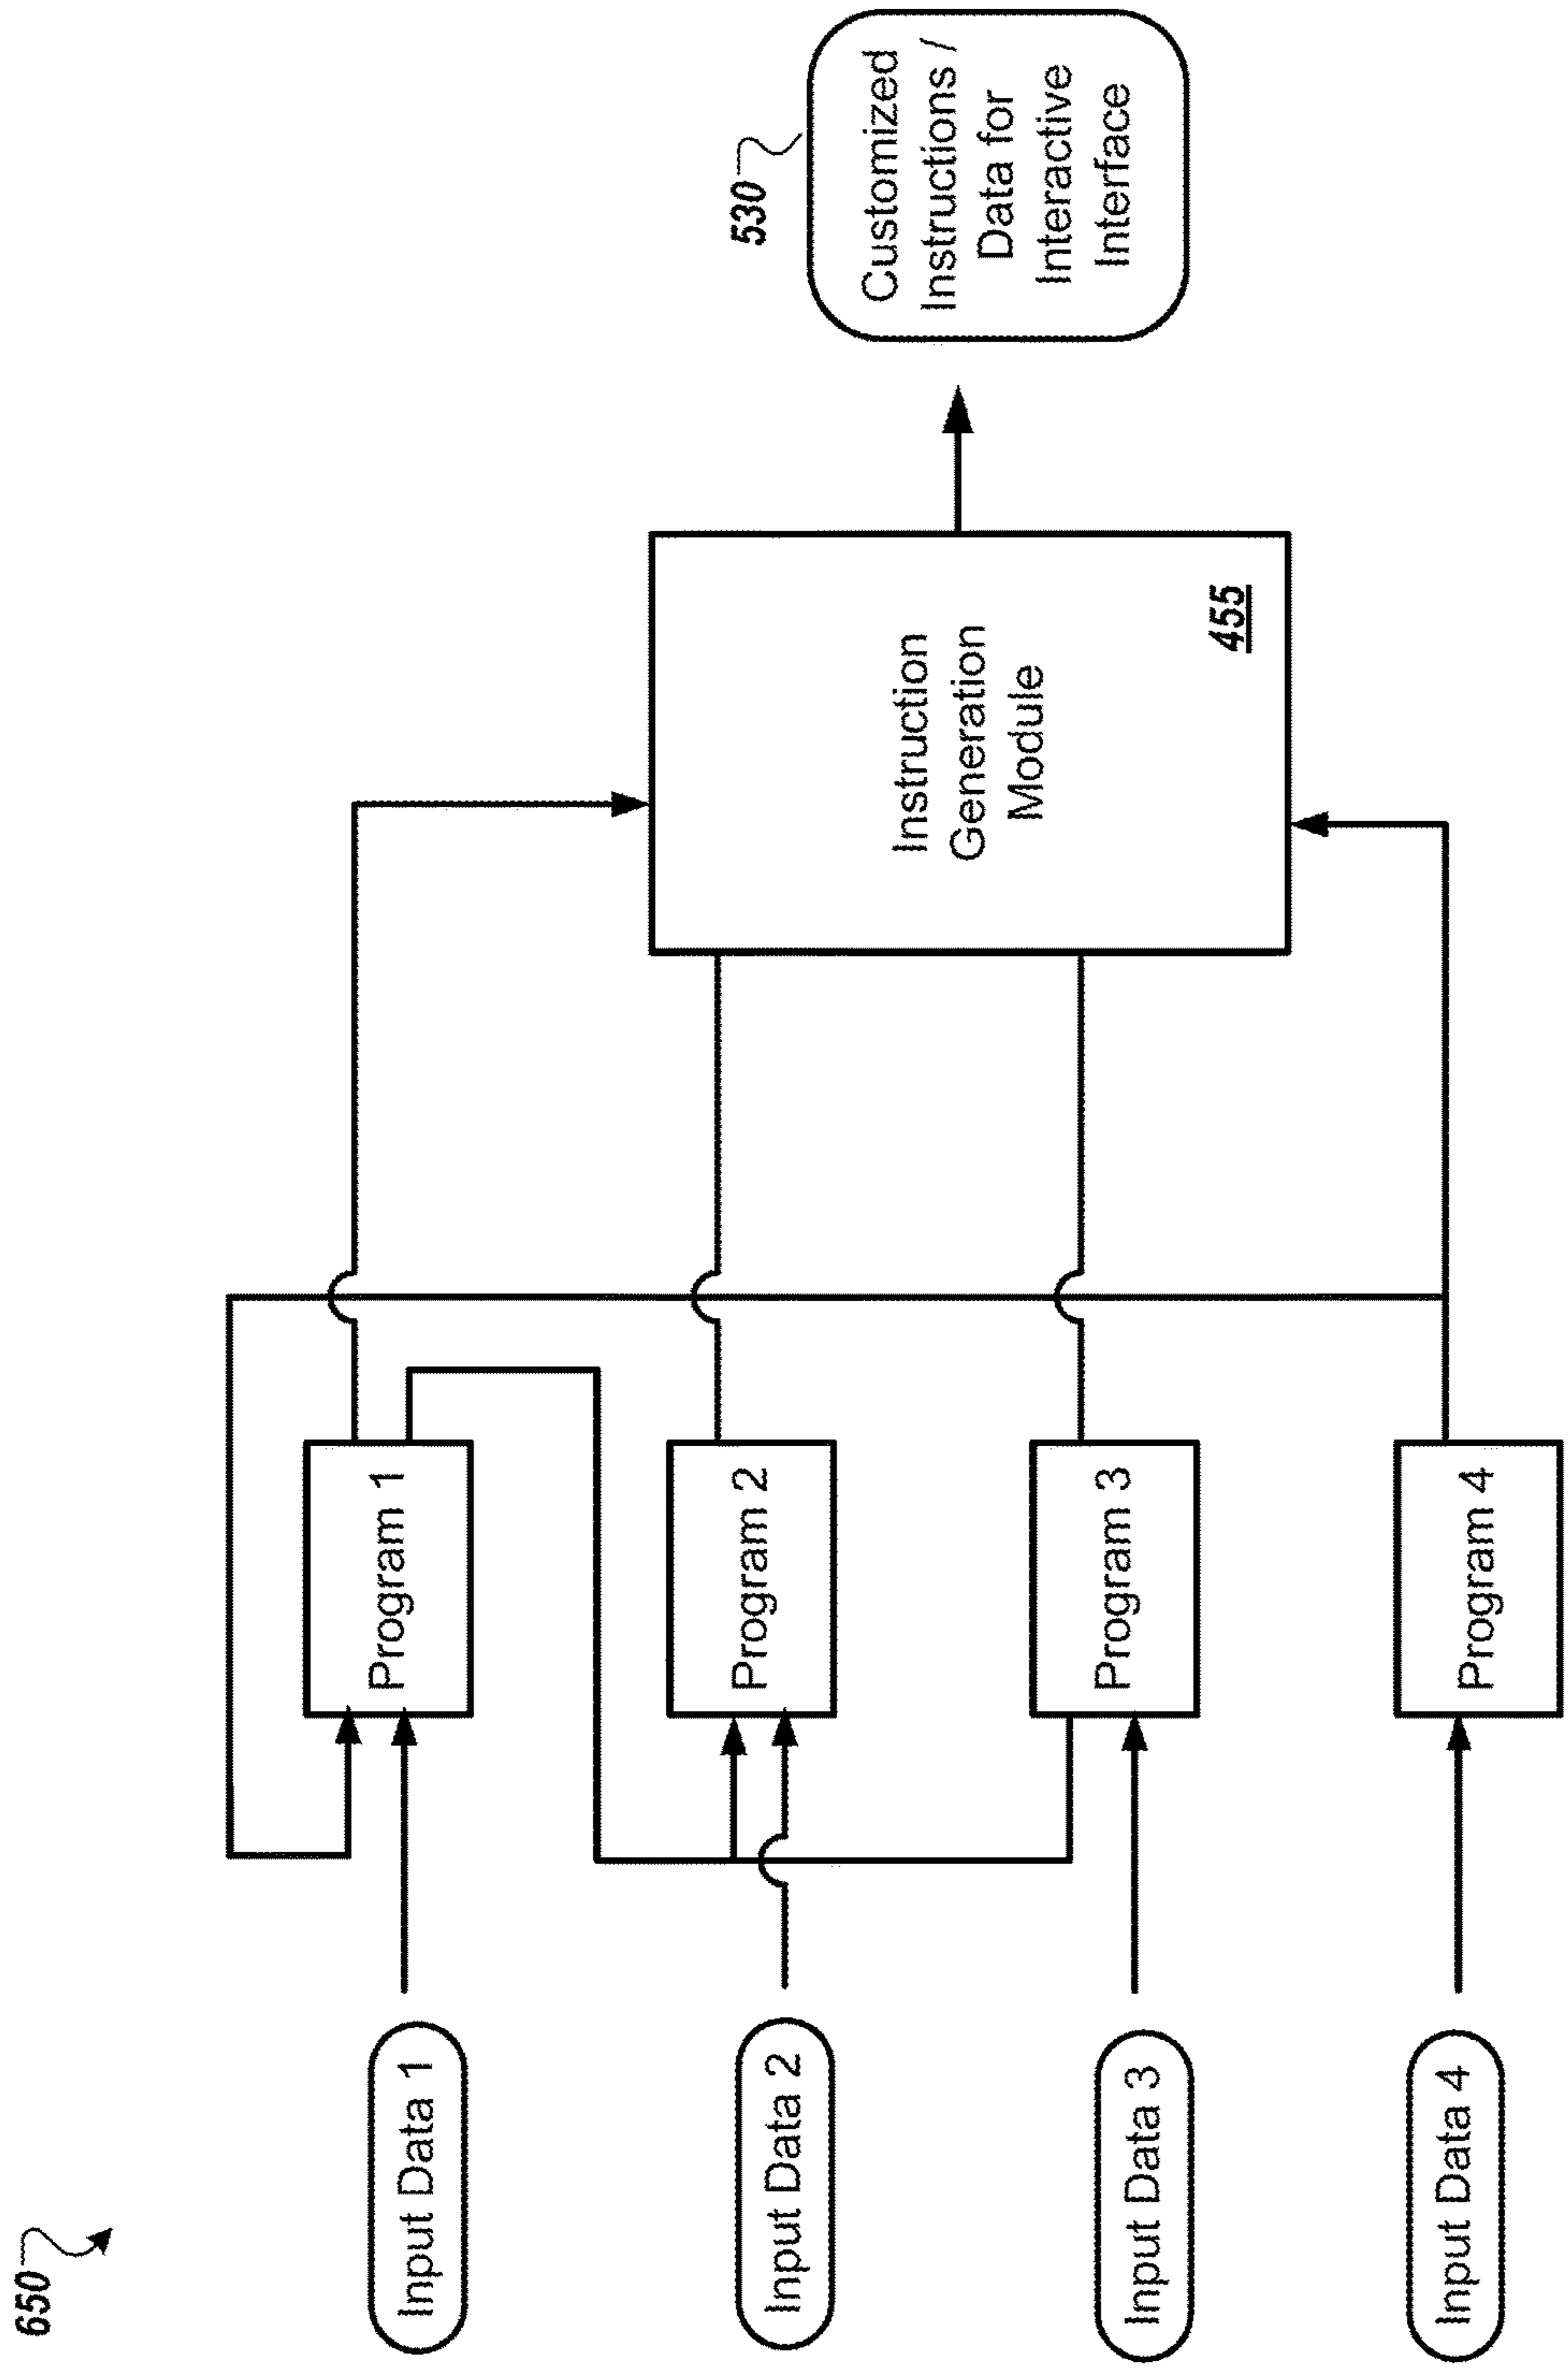 650
Input Data 1
Input Data 2
Input Data 3
Input Data 4
Program 1
Program 2
Program 3
Program 4
Instruction
Generation
Module
455
530
Customized
Instructions /
Data for
Interactive
Interface